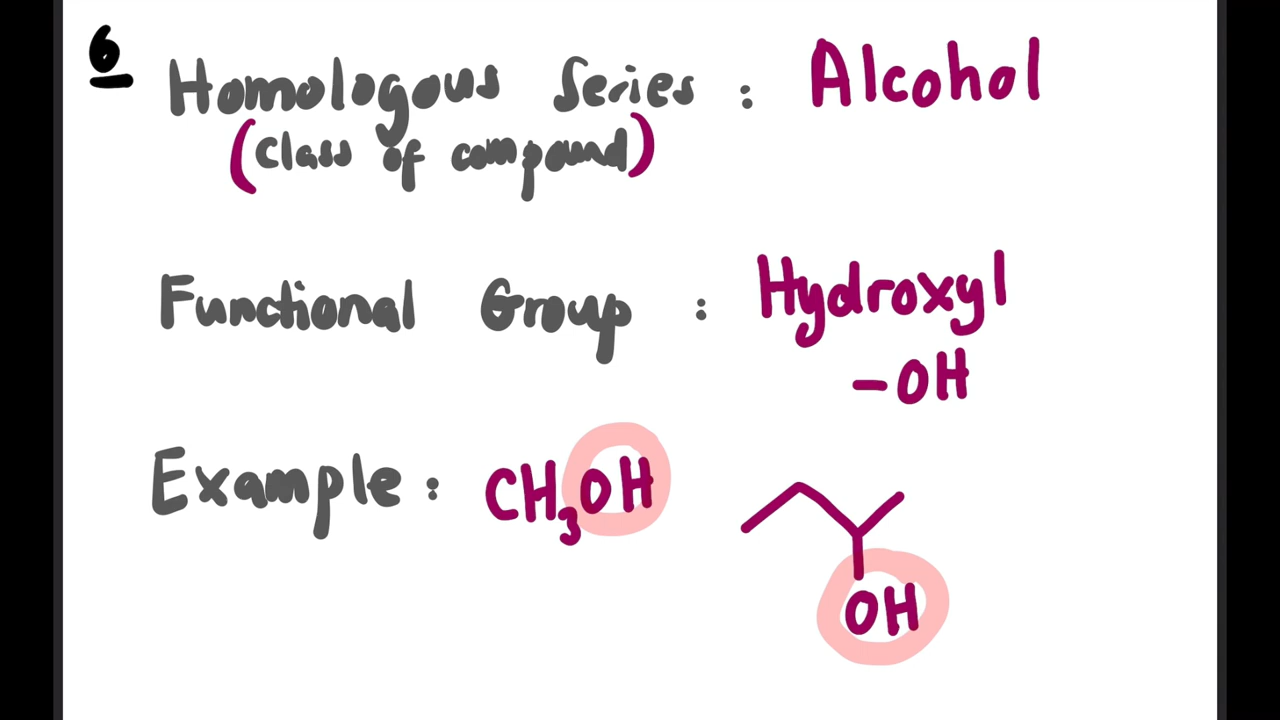 6
Homologous Series : Alcohol
(Class of compound)
Functional Group : Hydroxyl
-OH
Example : CH₃OH
OH